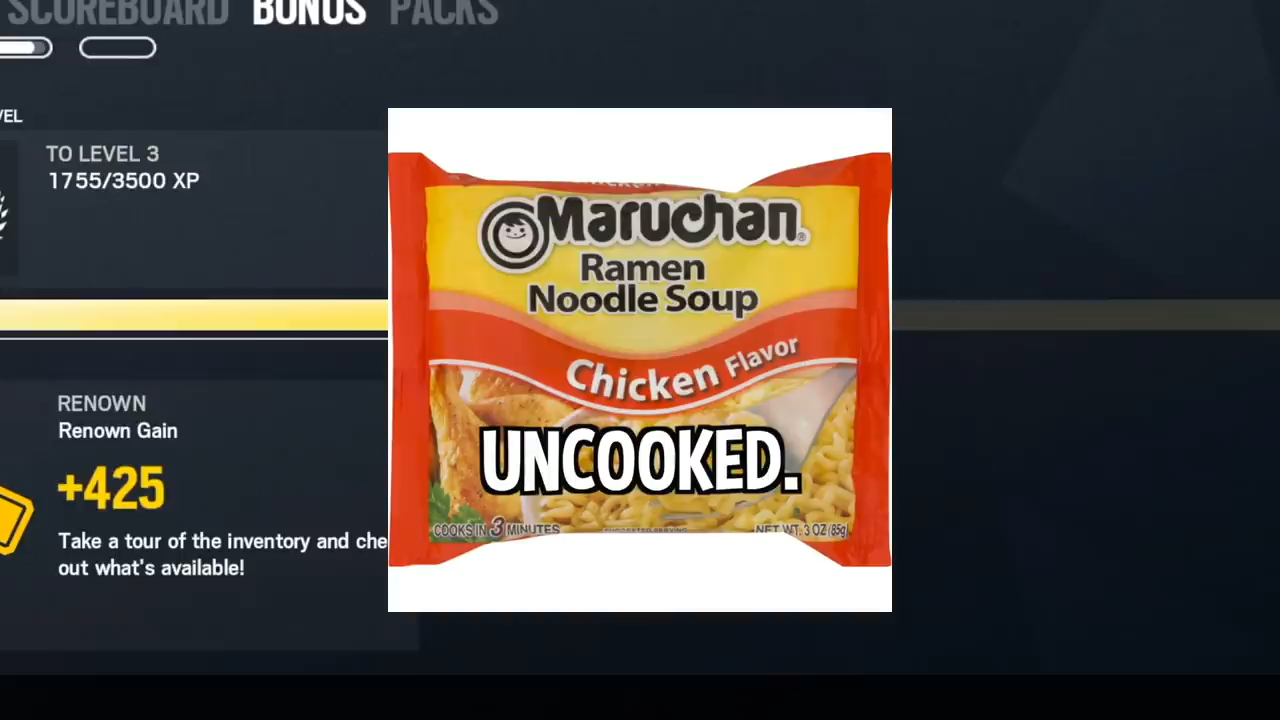 SCOREBOARD BONUS PACKS
TO LEVEL 3
1755/3500 XP
RENOWN
Renown Gain
+425
Take a tour of the inventory and che
out what's available!
Maruchan®
Ramen
Noodle Soup
Chicken Flavor
UNCOOKED.
COOKS IN 3 MINUTES
SUGGESTED SERVING
NET WT. 3 OZ (85g)